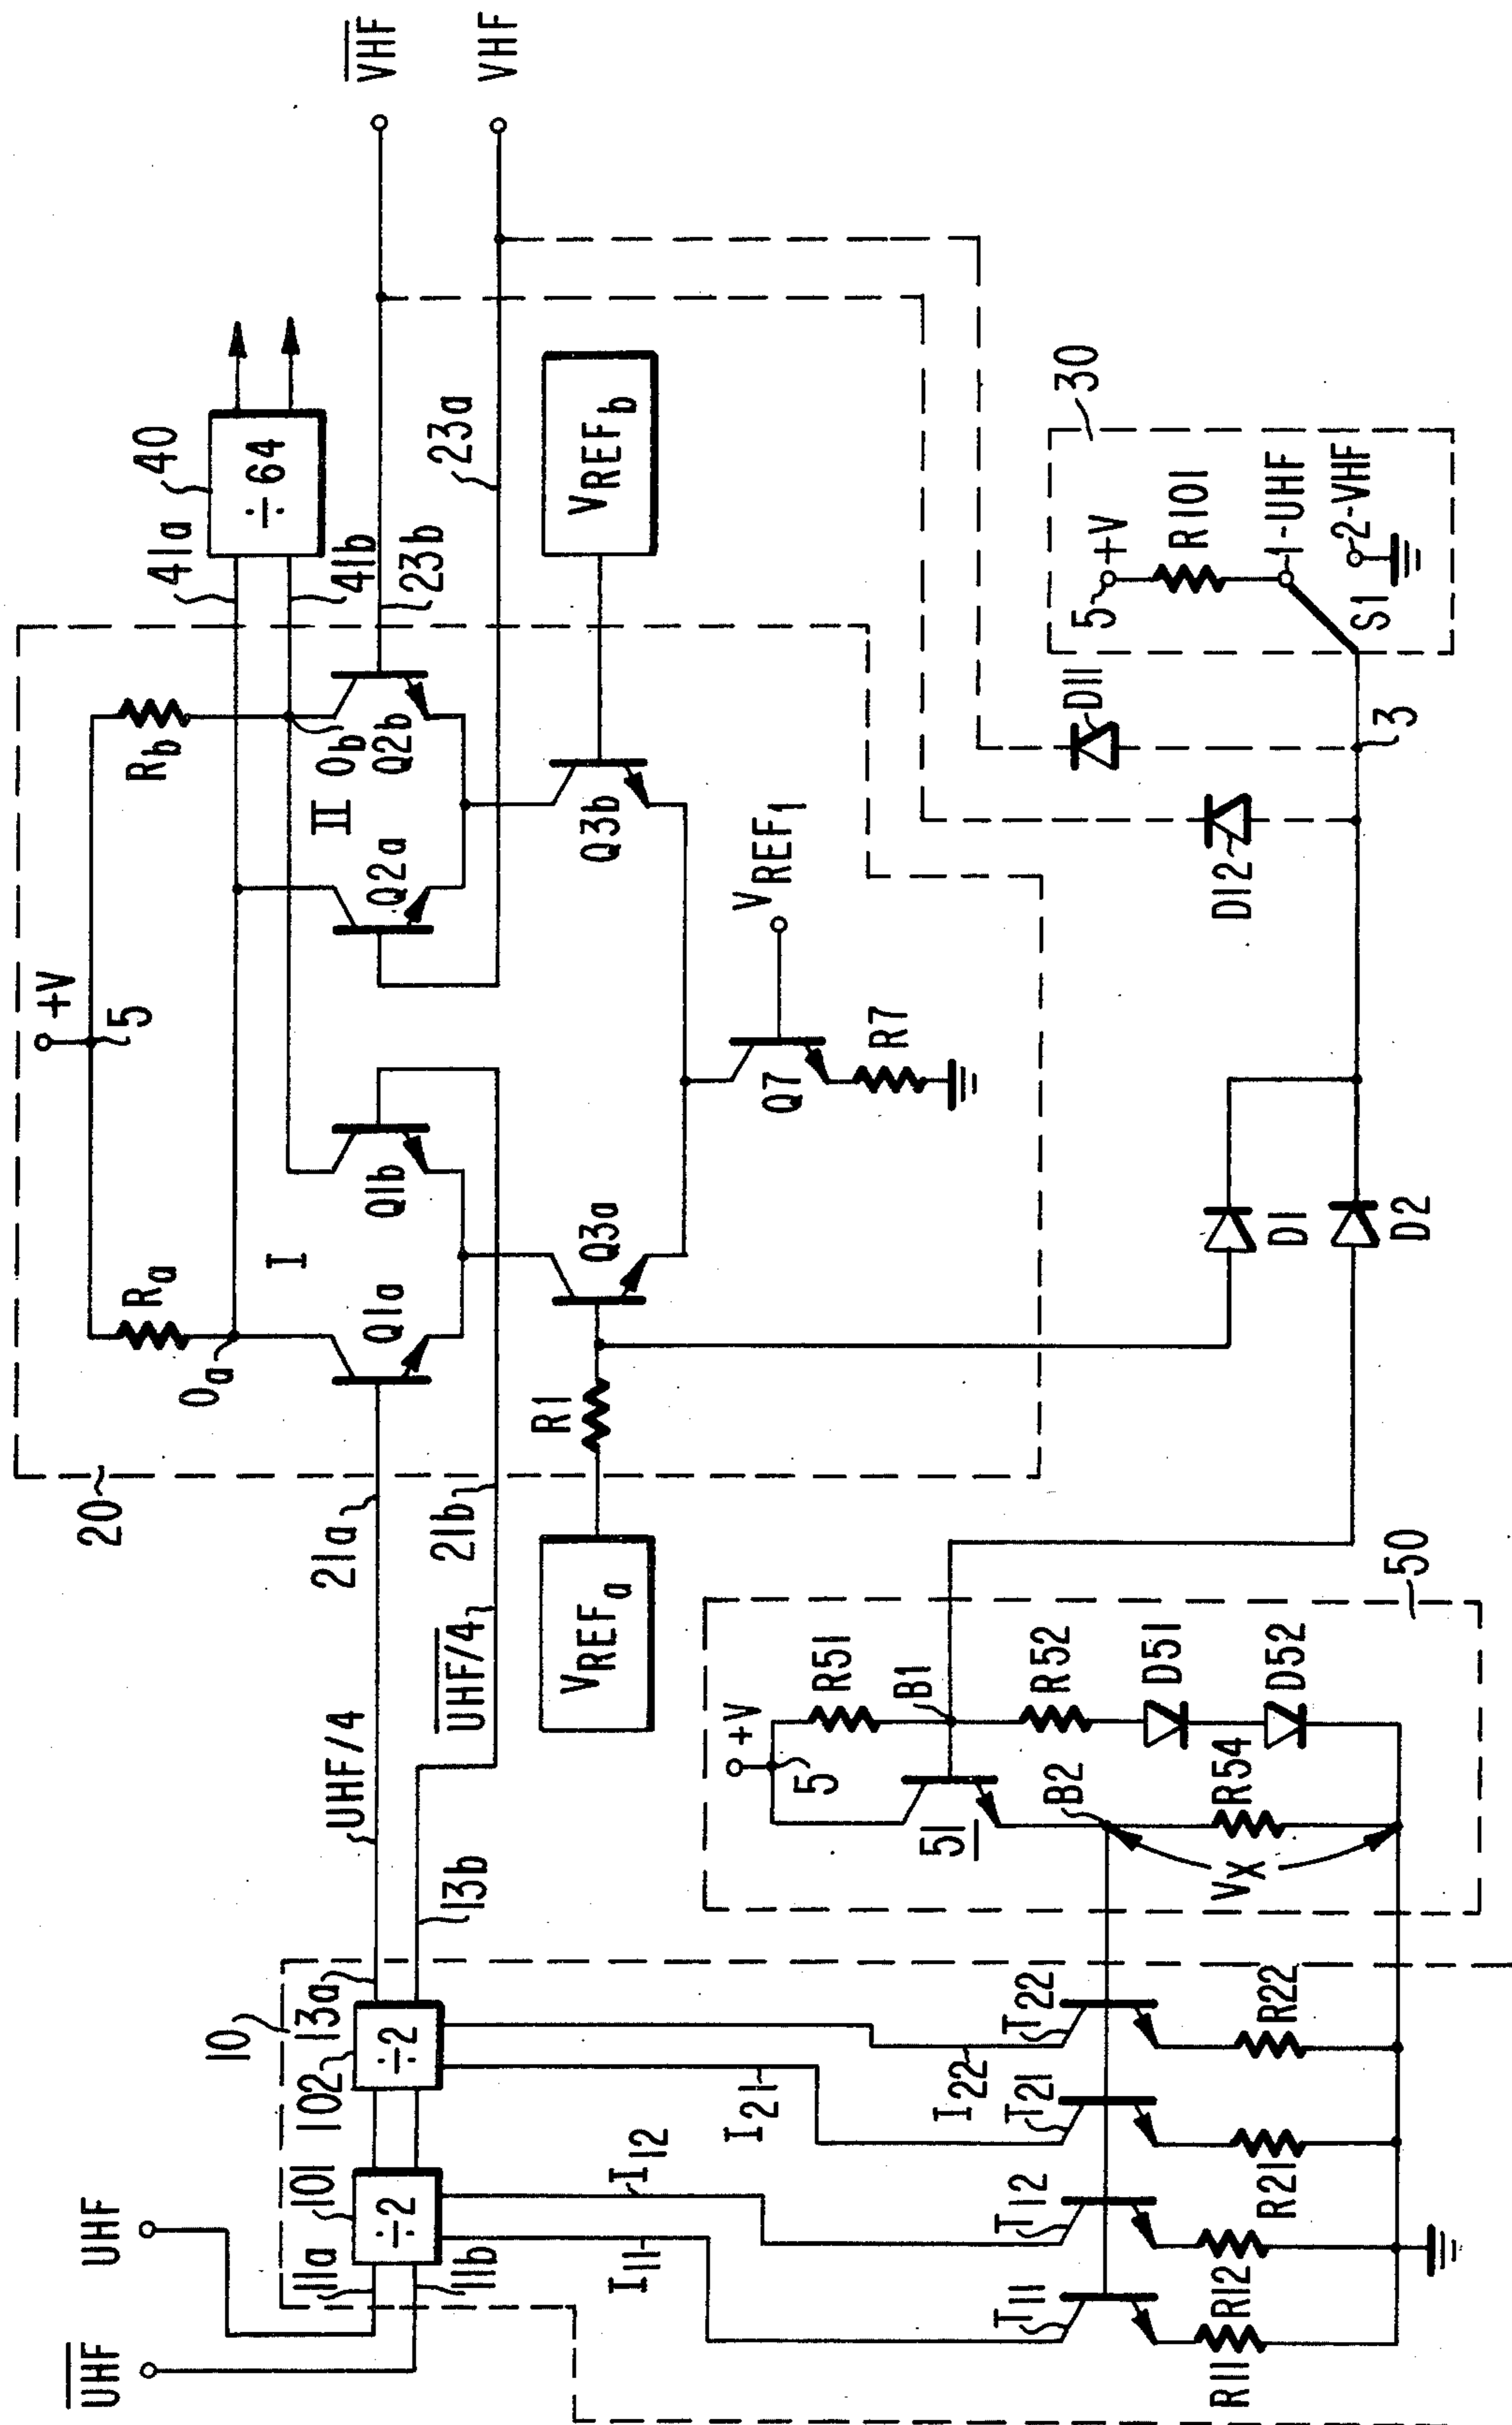 VHF
VHF
40
÷64
41a
41b
23b
23a
VREFb
30
5
+V
R101
1-UHF
2-VHF
S1
3
D11
D12
Rb
Ob
Q2b
II
Q2a
Q3b
VREF1
+V
5
Q7
R7
Ra
Oa
I
Q1a
Q1b
Q3a
R1
D1
D2
20
21a
21b
VREFa
UHF/4
UHF/4
50
+V
5
R51
B1
R52
D51
D52
51
B2
R54
VX
13b
10
13a
102
÷2
101
÷2
11a
11b
UHF
UHF
I11
I12
I21
I22
T11
T12
T21
T22
R11
R12
R21
R22